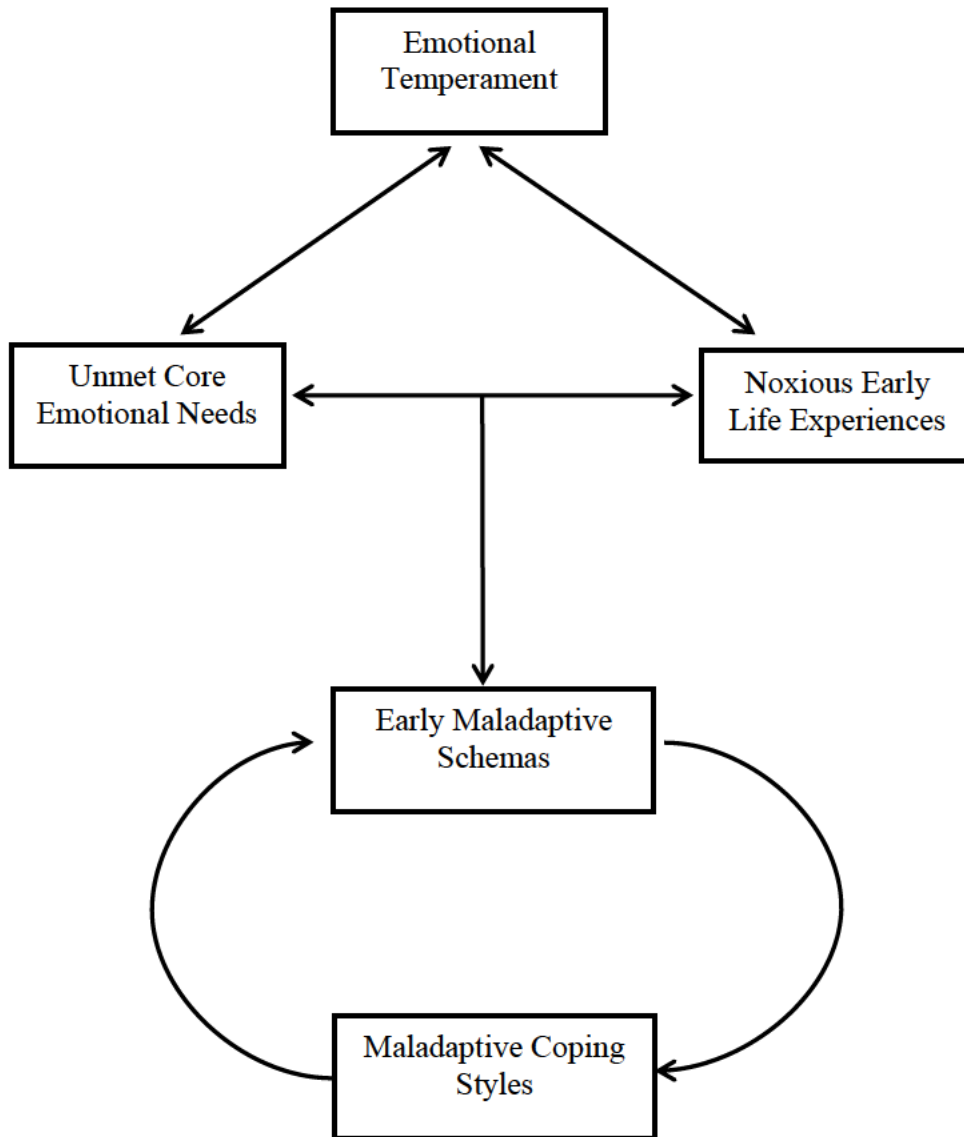 Emotional
Temperament
Unmet Core
Emotional Needs
Noxious Early
Life Experiences
Early Maladaptive
Schemas
Maladaptive Coping
Styles